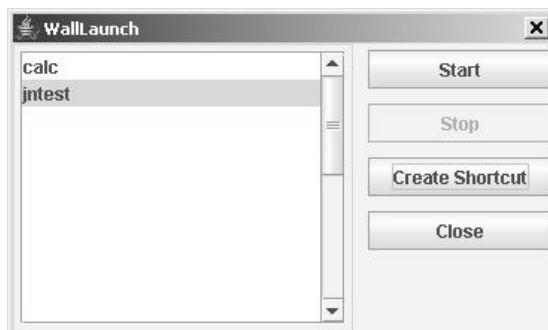 WallLaunch
calc
jntest
Start
Stop
Create Shortcut
Close